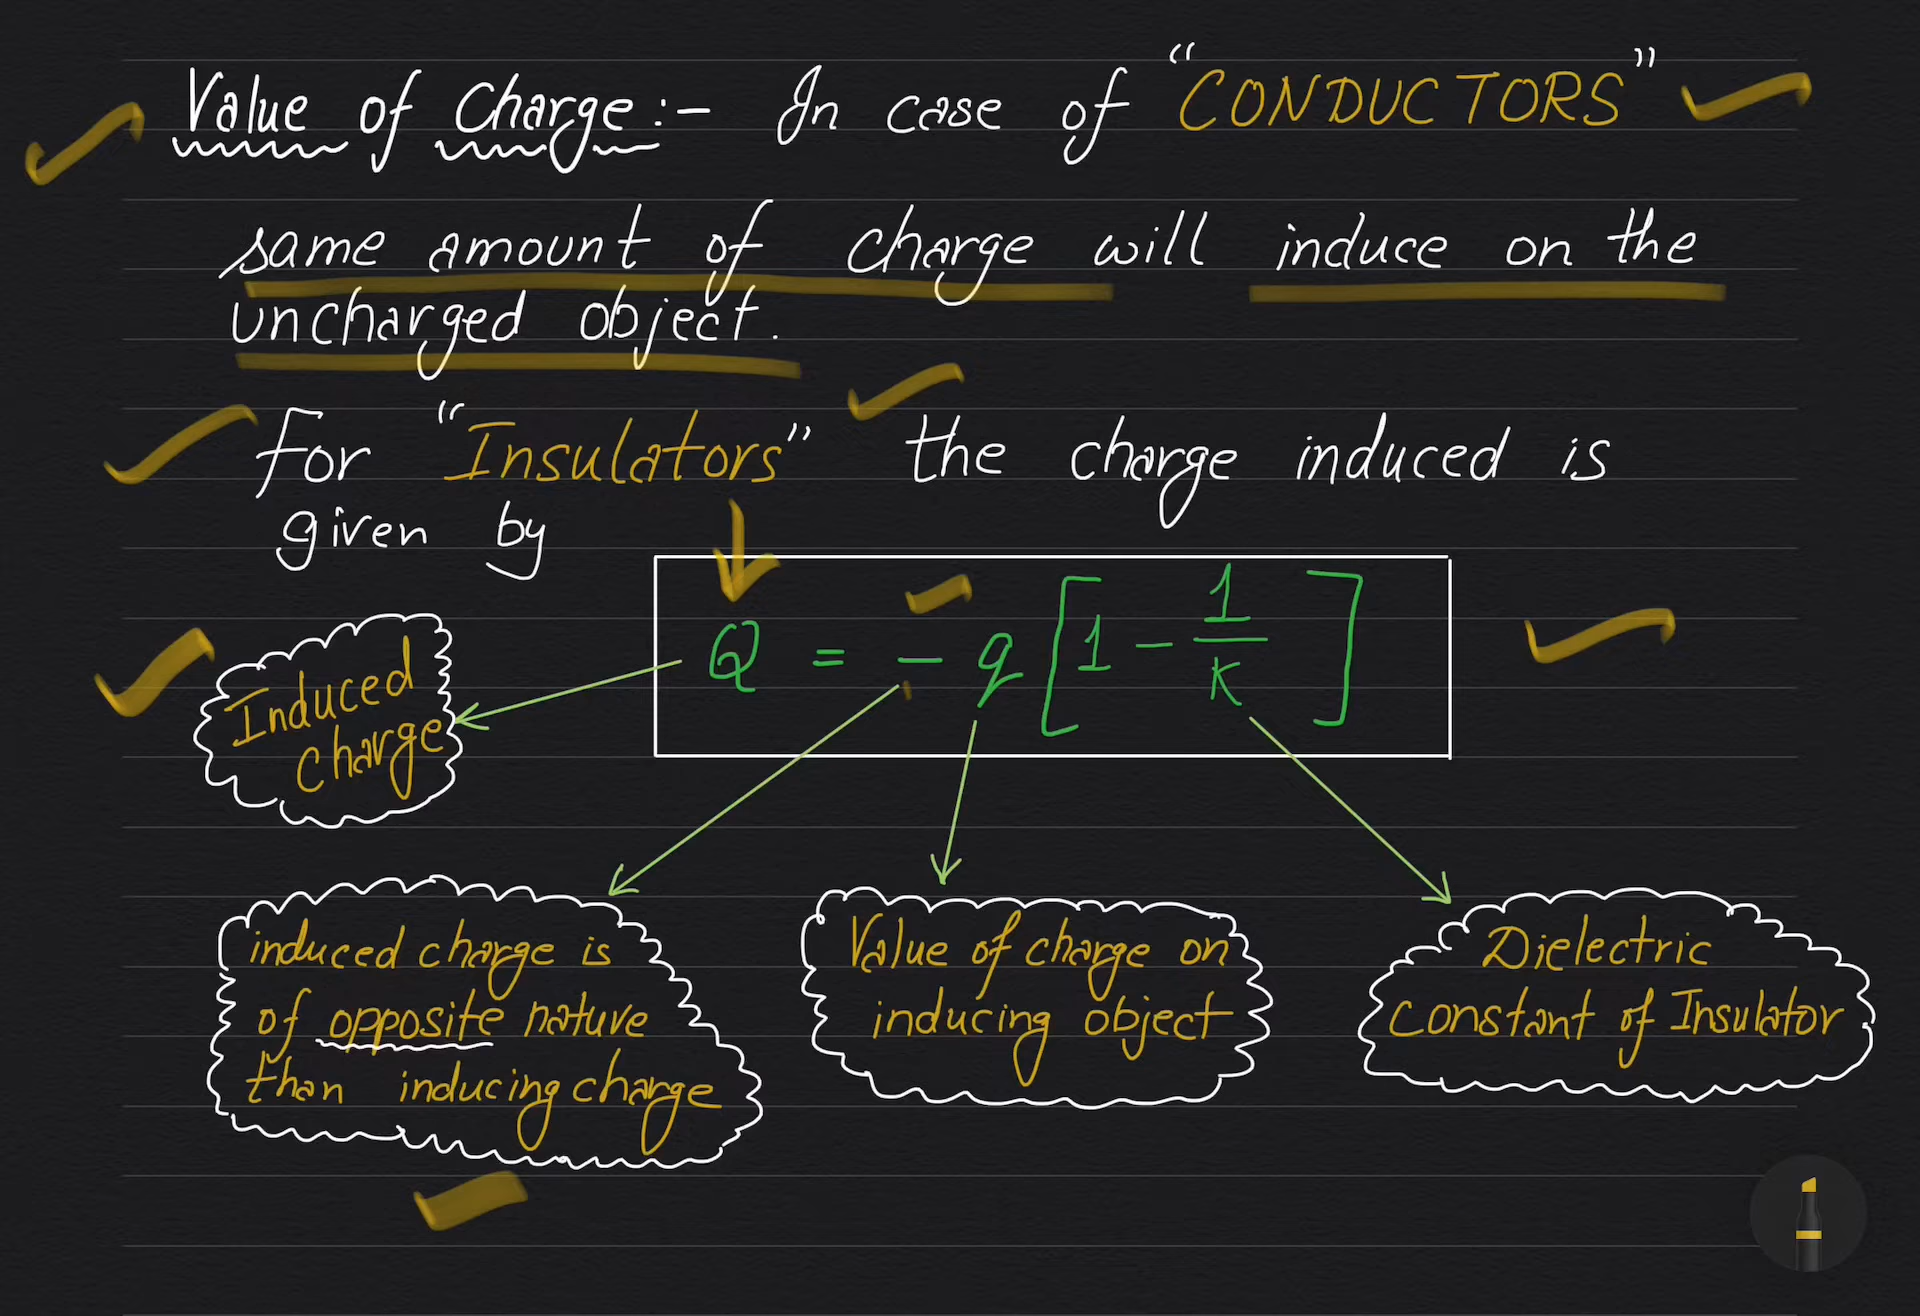 Value of Charge :- In case of "CONDUCTORS"
same amount of charge will induce on the
uncharged object.
for "Insulators" the charge induced is
given by
Q = - q [1 - 1/K]
Induced
charge
induced charge is
of opposite nature
than inducing charge
Value of charge on
inducing object
Dielectric
constant of Insulator